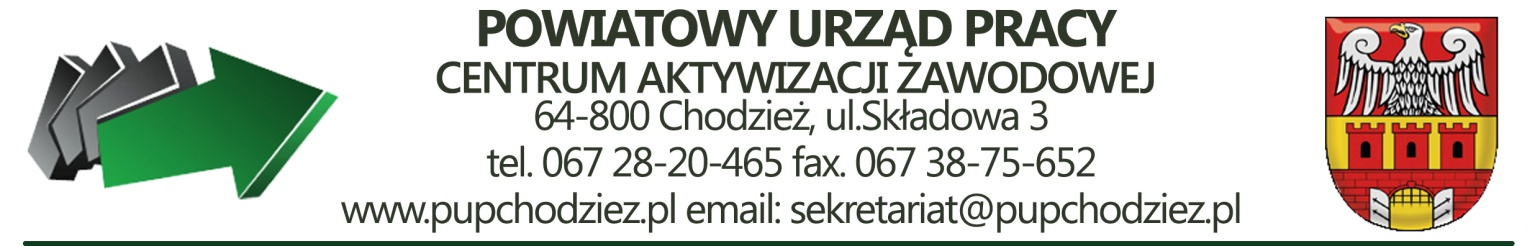 POWIATOWY URZĄD PRACY
CENTRUM AKTYWIZACJI ZAWODOWEJ
64-800 Chodzież, ul.Składowa 3
tel. 067 28-20-465 fax. 067 38-75-652
www.pupchodziez.pl email: sekretariat@pupchodziez.pl